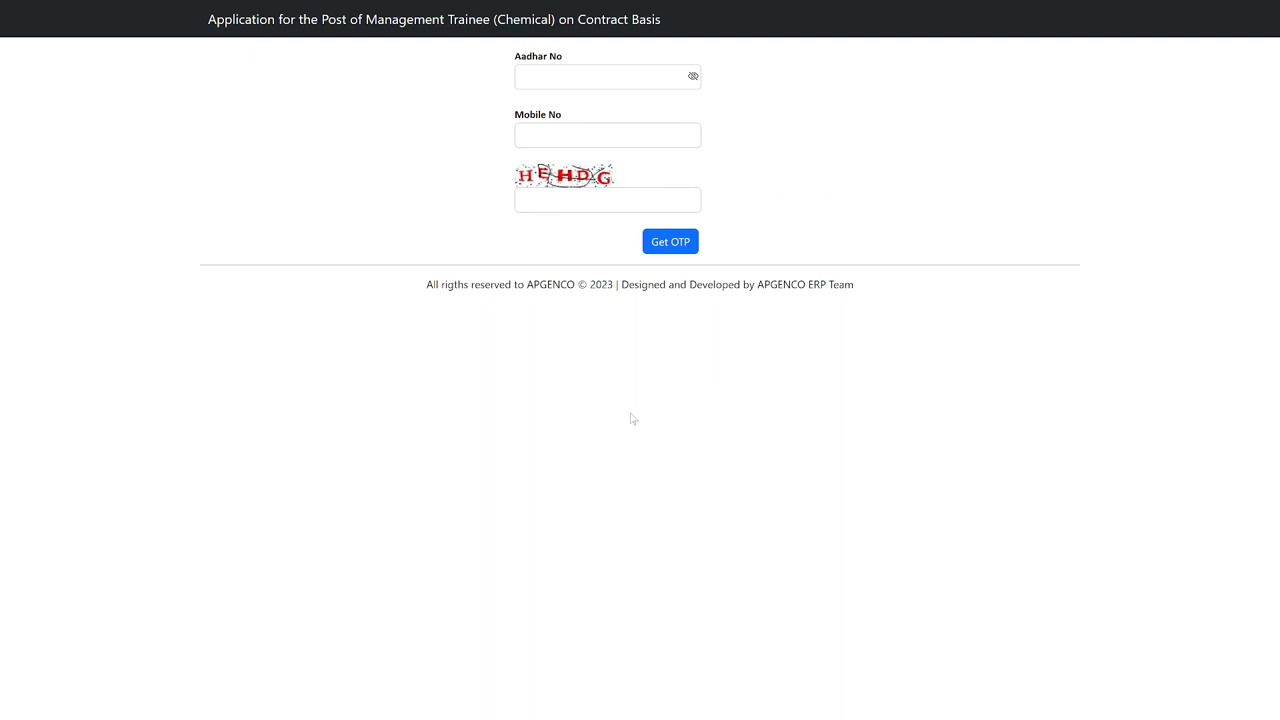 Application for the Post of Management Trainee (Chemical) on Contract Basis
Aadhar No
Mobile No
HEHDG
Get OTP
All rigths reserved to APGENCO © 2023 | Designed and Developed by APGENCO ERP Team